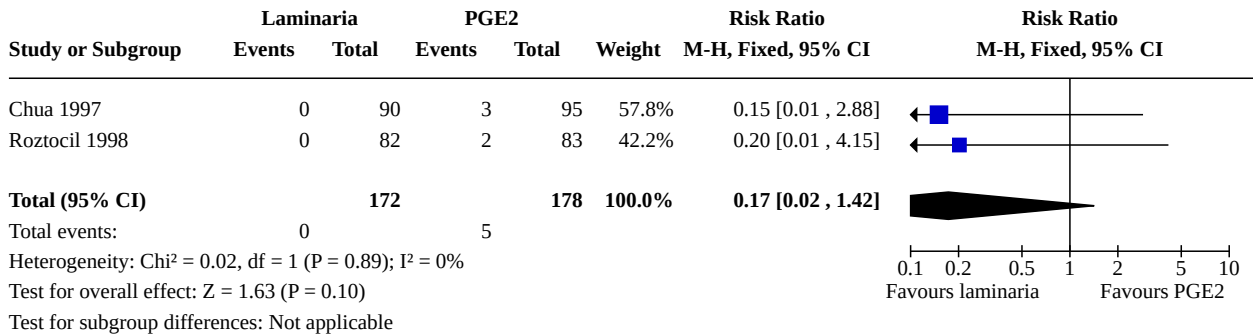 Laminaria PGE2 Risk Ratio Risk Ratio
Study or Subgroup Events Total Events Total Weight M-H, Fixed, 95% CI M-H, Fixed, 95% CI
Chua 1997 0 90 3 95 57.8% 0.15 [0.01 , 2.88]
Roztocil 1998 0 82 2 83 42.2% 0.20 [0.01 , 4.15]
Total (95% CI) 172 178 100.0% 0.17 [0.02 , 1.42]
Total events: 0 5
Heterogeneity: Chi² = 0.02, df = 1 (P = 0.89); I² = 0%
0.1 0.2 0.5 1 2 5 10
Test for overall effect: Z = 1.63 (P = 0.10) Favours laminaria Favours PGE2
Test for subgroup differences: Not applicable